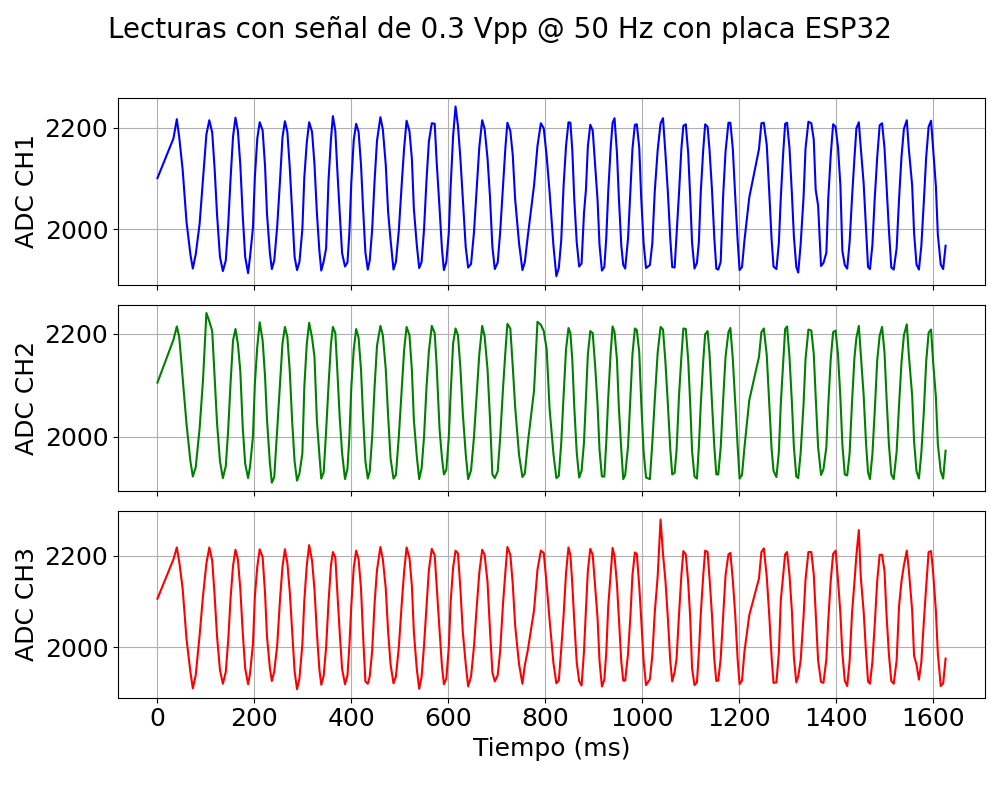 Lecturas con señal de 0.3 Vpp @ 50 Hz con placa ESP32
2200
2000
ADC CH1
2200
2000
ADC CH2
2200
2000
ADC CH3
0 200 400 600 800 1000 1200 1400 1600
Tiempo (ms)